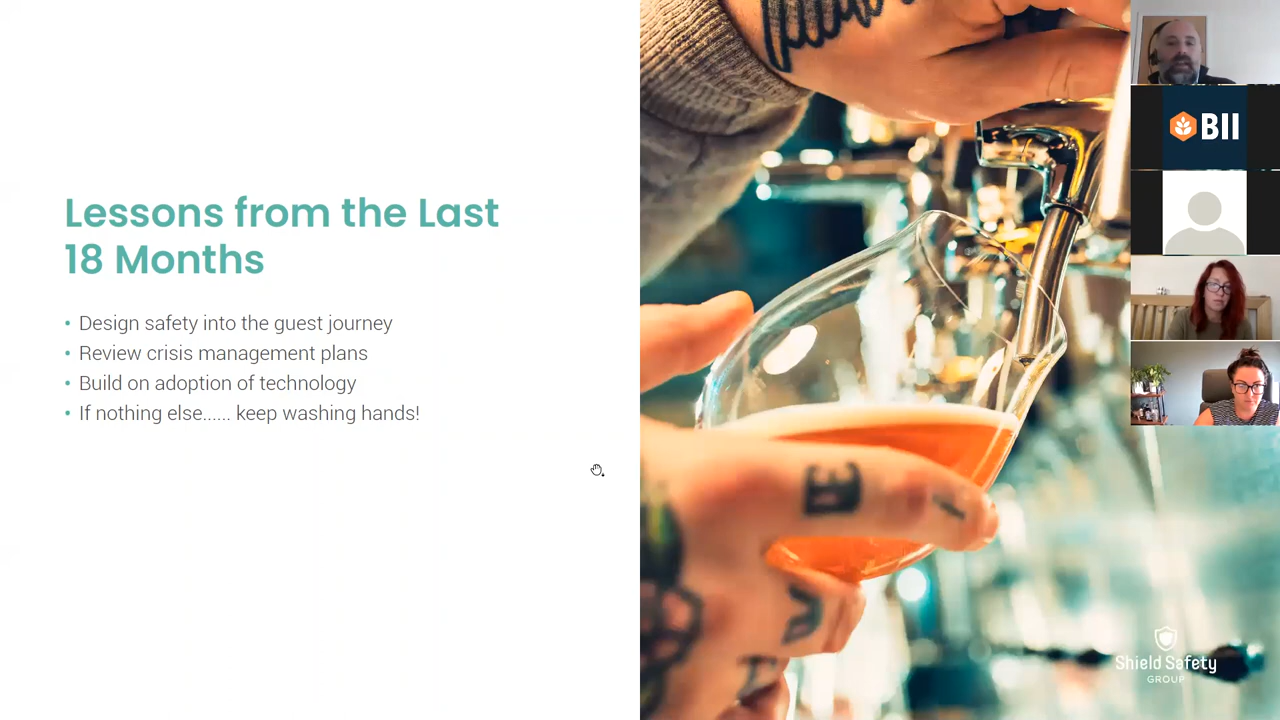 Lessons from the Last
18 Months
• Design safety into the guest journey
• Review crisis management plans
• Build on adoption of technology
• If nothing else...... keep washing hands!
BII
Shield Safety
GROUP